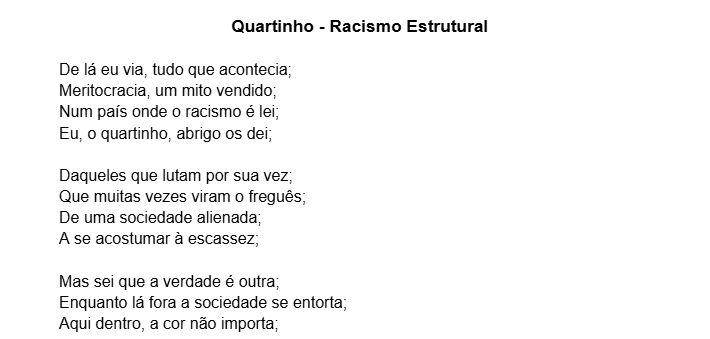 Quartinho - Racismo Estrutural
De lá eu via, tudo que acontecia;
Meritocracia, um mito vendido;
Num país onde o racismo é lei;
Eu, o quartinho, abrigo os dei;
Daqueles que lutam por sua vez;
Que muitas vezes viram o freguês;
De uma sociedade alienada;
A se acostumar à escassez;
Mas sei que a verdade é outra;
Enquanto lá fora a sociedade se entorta;
Aqui dentro, a cor não importa;